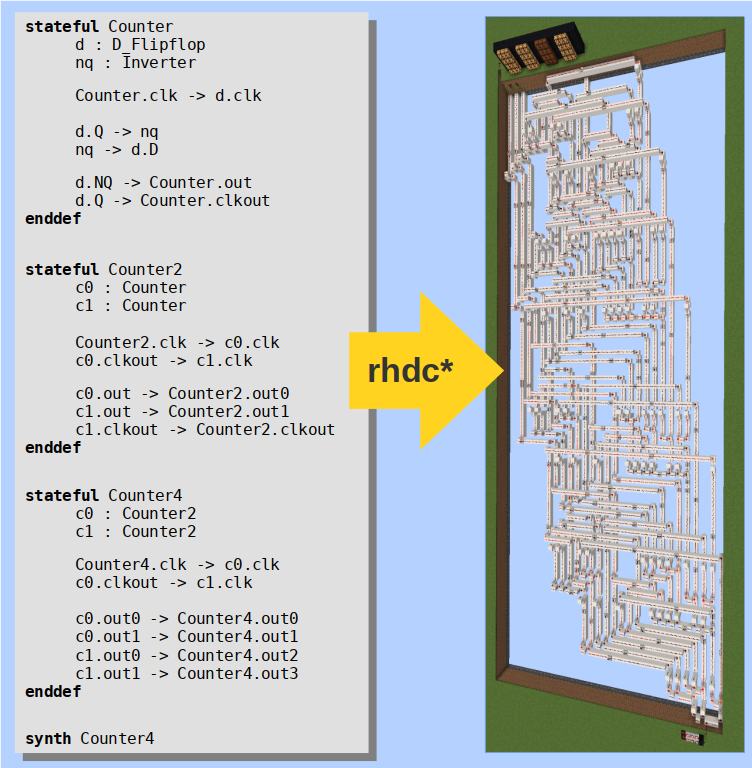 stateful Counter
d : D_Flipflop
nq : Inverter
Counter.clk -> d.clk
d.Q -> nq
nq -> d.D
d.NQ -> Counter.out
d.Q -> Counter.clkout
enddef
stateful Counter2
c0 : Counter
c1 : Counter
Counter2.clk -> c0.clk
c0.clkout -> c1.clk
c0.out -> Counter2.out0
c1.out -> Counter2.out1
c1.clkout -> Counter2.clkout
enddef
stateful Counter4
c0 : Counter2
c1 : Counter2
Counter4.clk -> c0.clk
c0.clkout -> c1.clk
c0.out0 -> Counter4.out0
c0.out1 -> Counter4.out1
c1.out0 -> Counter4.out2
c1.out1 -> Counter4.out3
enddef
synth Counter4
rhdc*